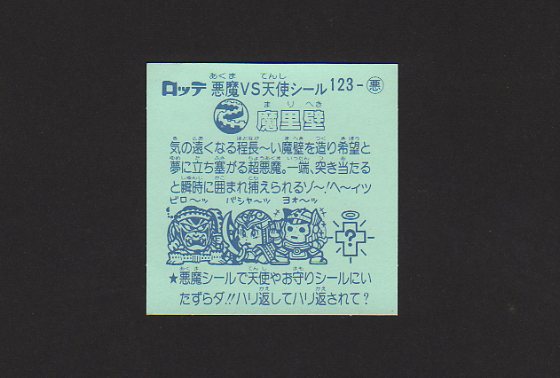 ロッテ 悪魔VS天使シール 123-悪
魔里壁
気の遠くなる程長〜い魔壁を造り希望と
夢に立ち塞がる超悪魔。一端、突き当たる
と瞬時に囲まれ捕えられるゾ〜!ヘ〜ィッ
ビロ〜ッ パシャ〜ッ ヨォ〜ッ
?
★悪魔シールで天使やお守りシールにい
たずらダ!!ハリ返してハリ返されて?